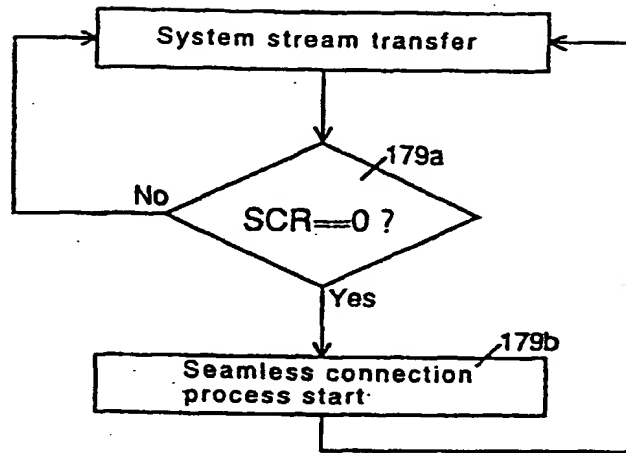 System stream transfer
179a
No
SCR==0 ?
Yes
179b
Seamless connection
process start